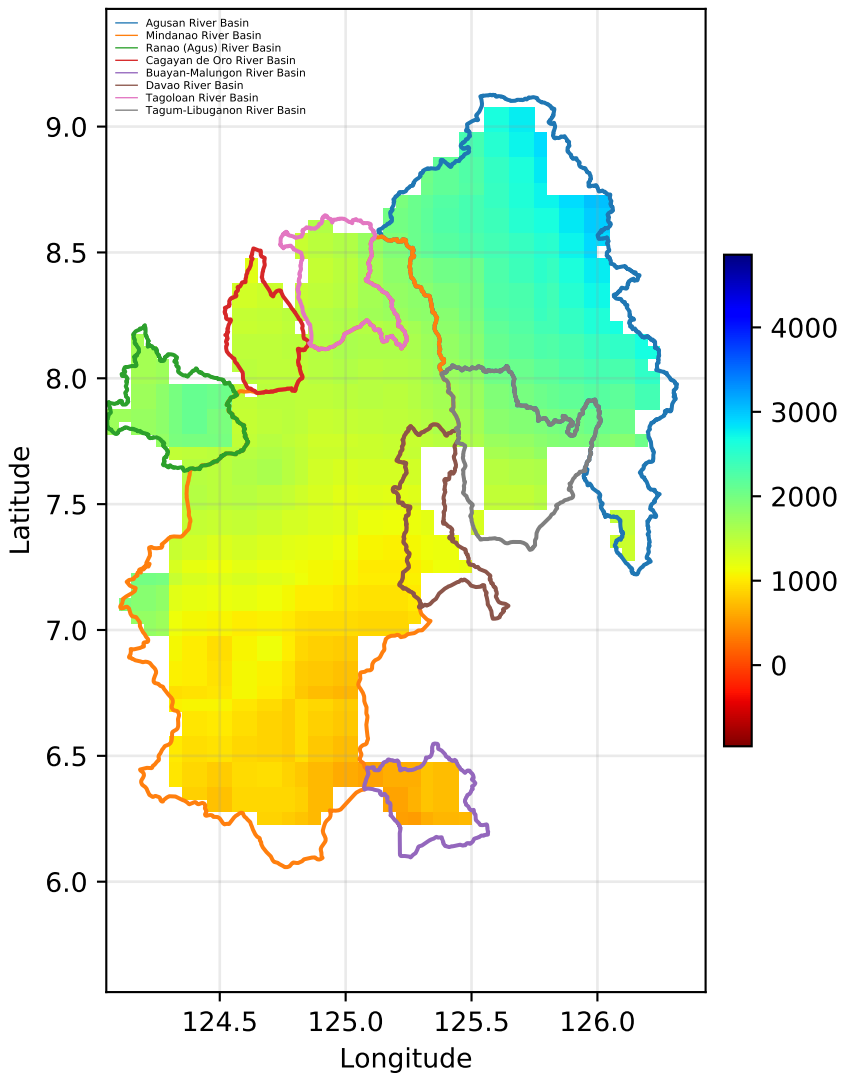 Agusan River Basin
Mindanao River Basin
Ranao (Agus) River Basin
Cagayan de Oro River Basin
Buayan-Malungon River Basin
Davao River Basin
Tagoloan River Basin
Tagum-Libuganon River Basin
9.0
8.5
8.0
7.5
7.0
6.5
6.0
Latitude
124.5 125.0 125.5 126.0
Longitude
4000
3000
2000
1000
0